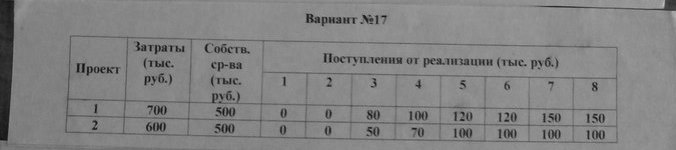 Вариант №17
Проект Затраты (тыс. руб.) Собств. ср-ва (тыс. руб.) Поступления от реализации (тыс. руб.)
1 2 3 4 5 6 7 8
1 700 500 0 0 80 100 120 120 150 150
2 600 500 0 0 50 70 100 100 100 100